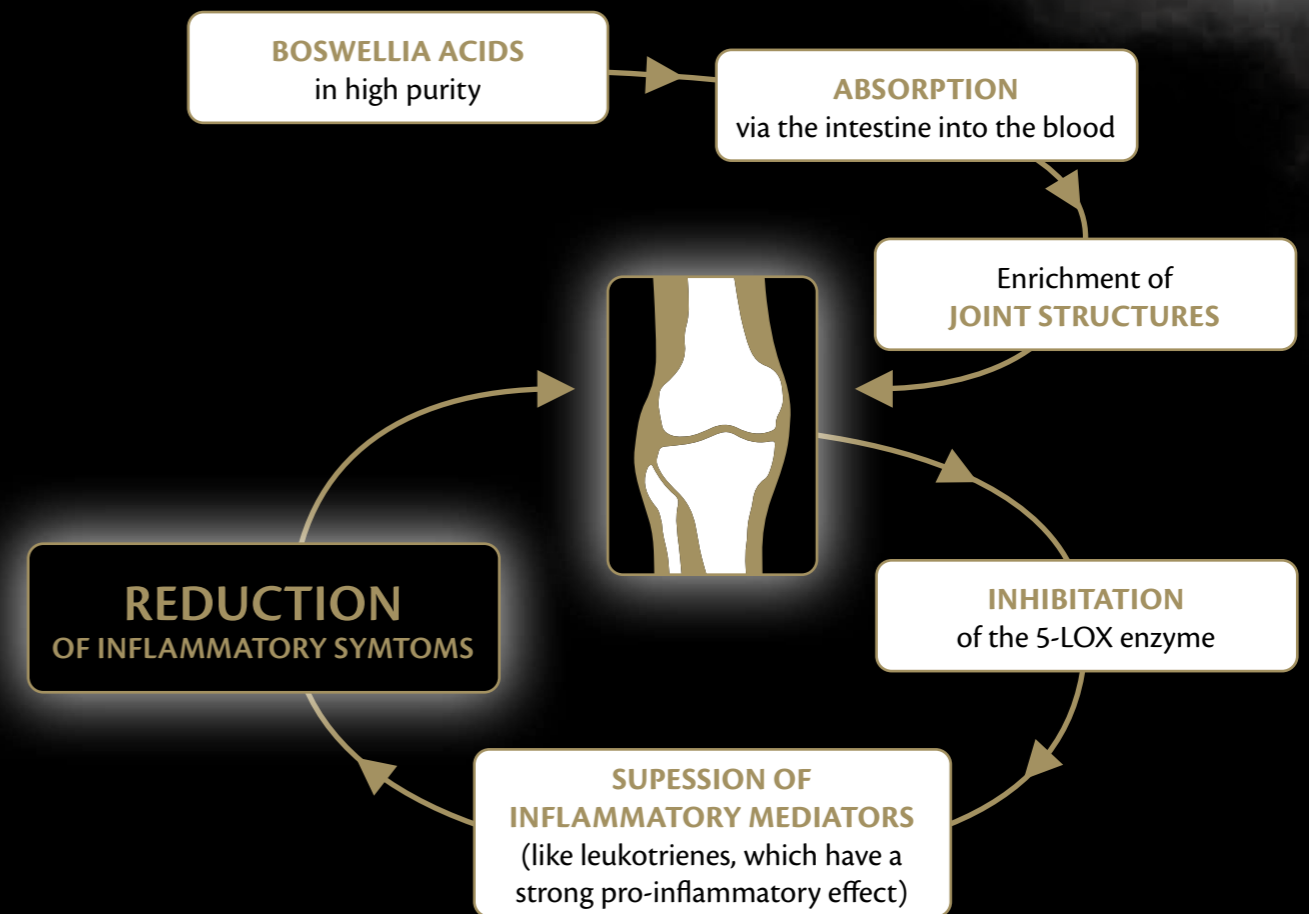 BOSWELLIA ACIDS
in high purity
ABSORPTION
via the intestine into the blood
Enrichment of
JOINT STRUCTURES
INHIBITATION
of the 5-LOX enzyme
SUPESSION OF
INFLAMMATORY MEDIATORS
(like leukotrienes, which have a
strong pro-inflammatory effect)
REDUCTION
OF INFLAMMATORY SYMTOMS